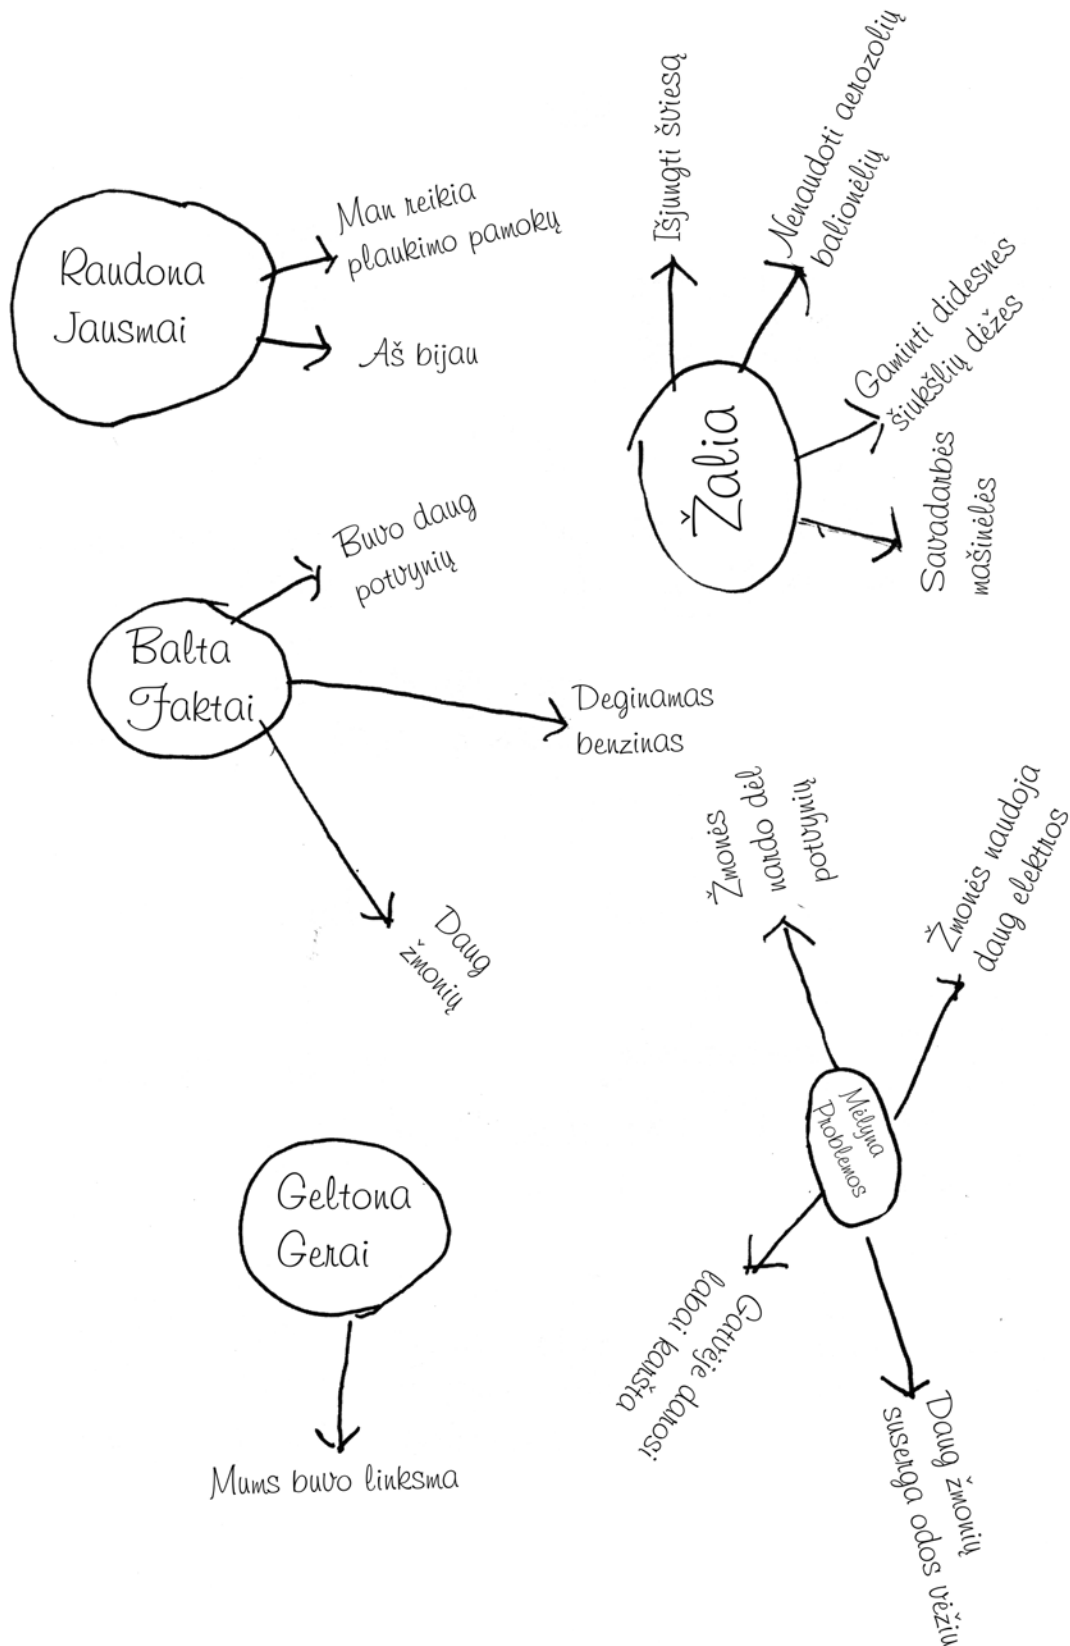 Raudona
Jausmai
Man reikia
plaukimo pamokų
Aš bijau
Žalia
Išjungti šviesą
Nenaudoti aerozolių
balionėlių
Gaminti didesnes
šiukšlių dėžes
Savadarbės
mašinėlės
Balta
Faktai
Buvo daug
potvynių
Deginamas
benzinas
Daug
žmonių
Mėlyna
Problemos
Žmonės
nardo dėl
potvynių
Žmonės naudoja
daug elektros
Gatvėje darosi
labai karšta
Daug žmonių
suserga odos vėžiu
Geltona
Gerai
Mums buvo linksma